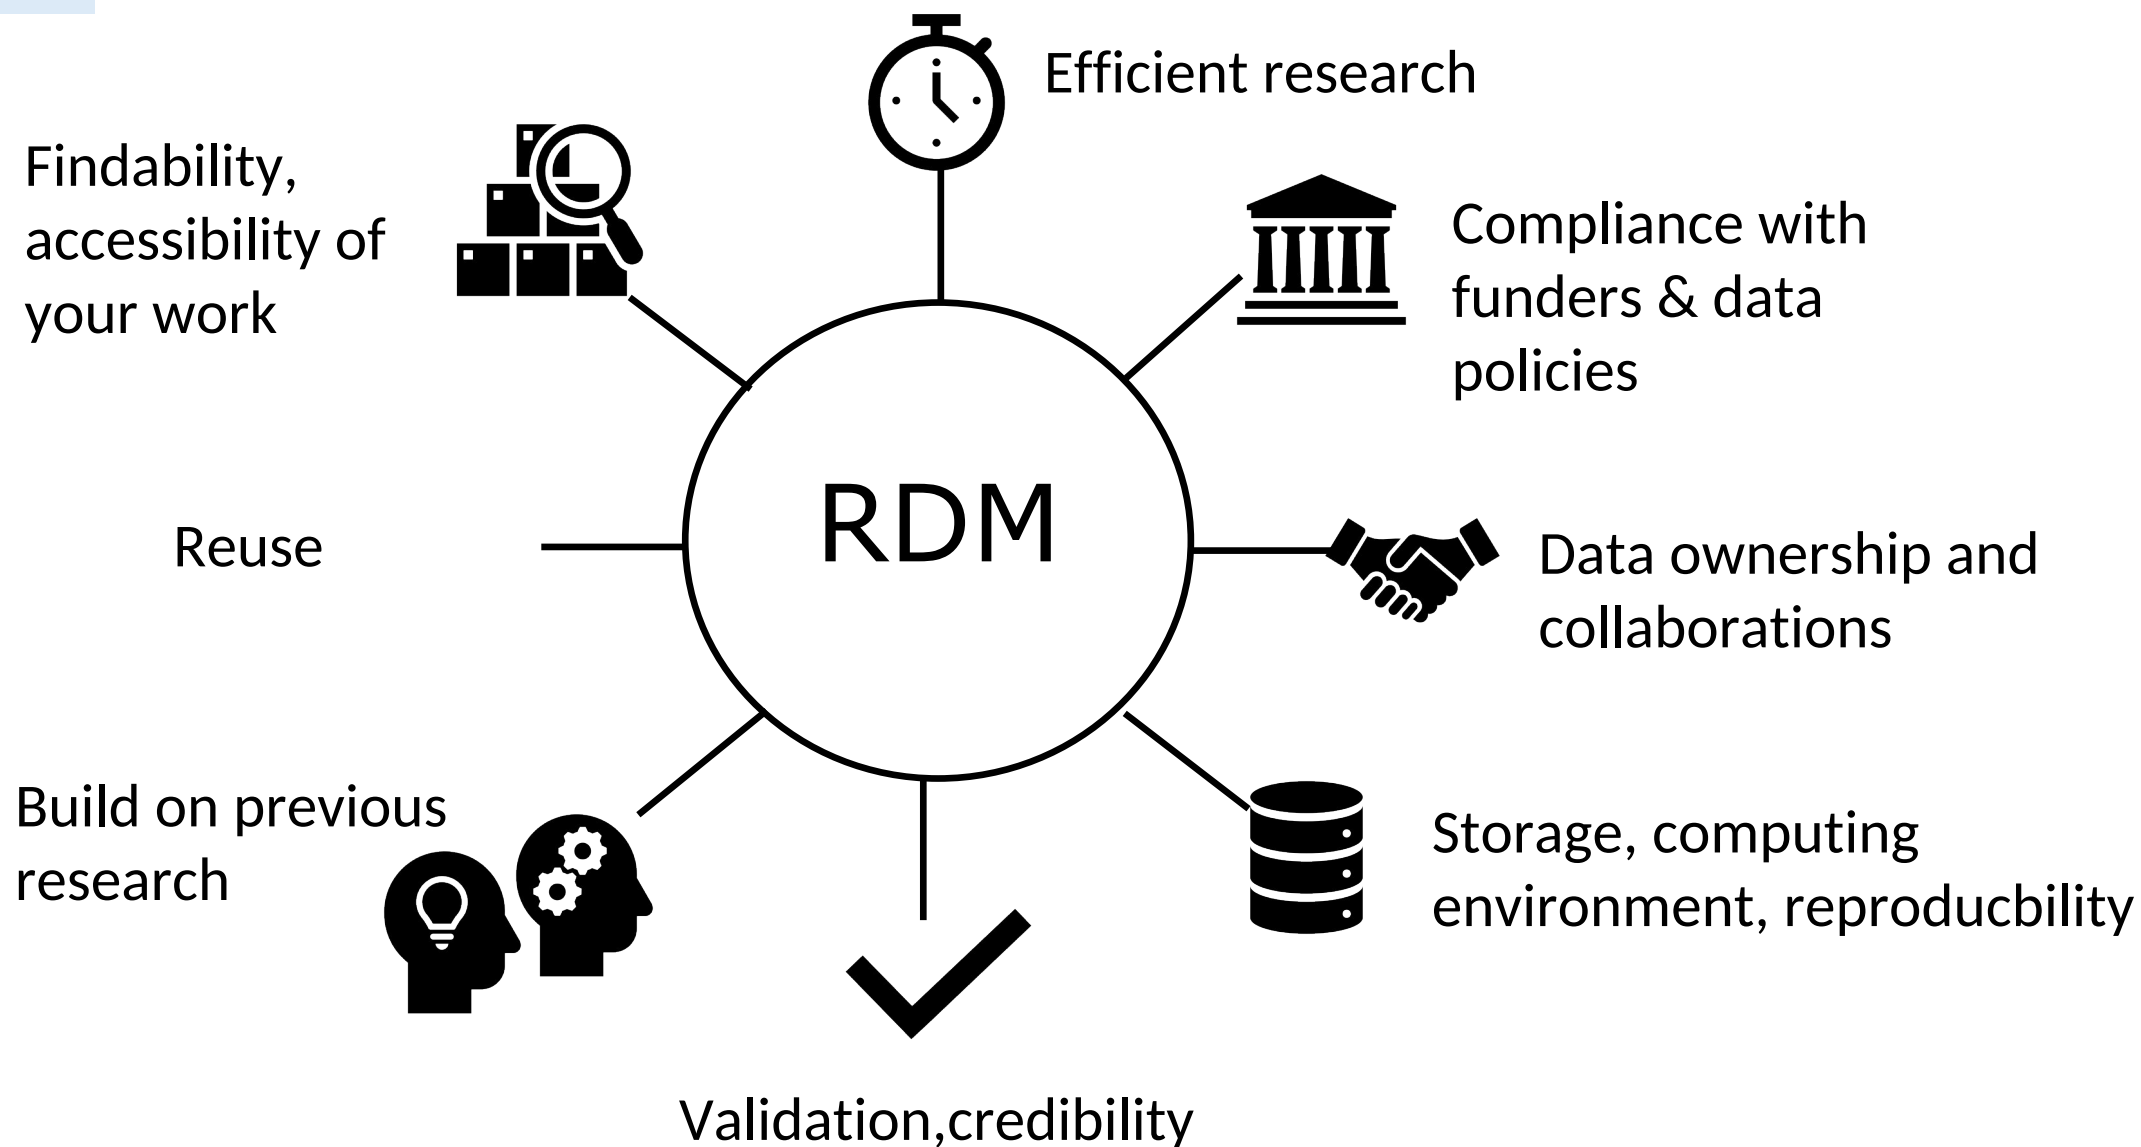 Efficient research
Findability,
accessibility of
your work
Compliance with
funders & data
policies
RDM
Reuse
Data ownership and
collaborations
Build on previous
research
Storage, computing
environment, reproducbility
Validation,credibility